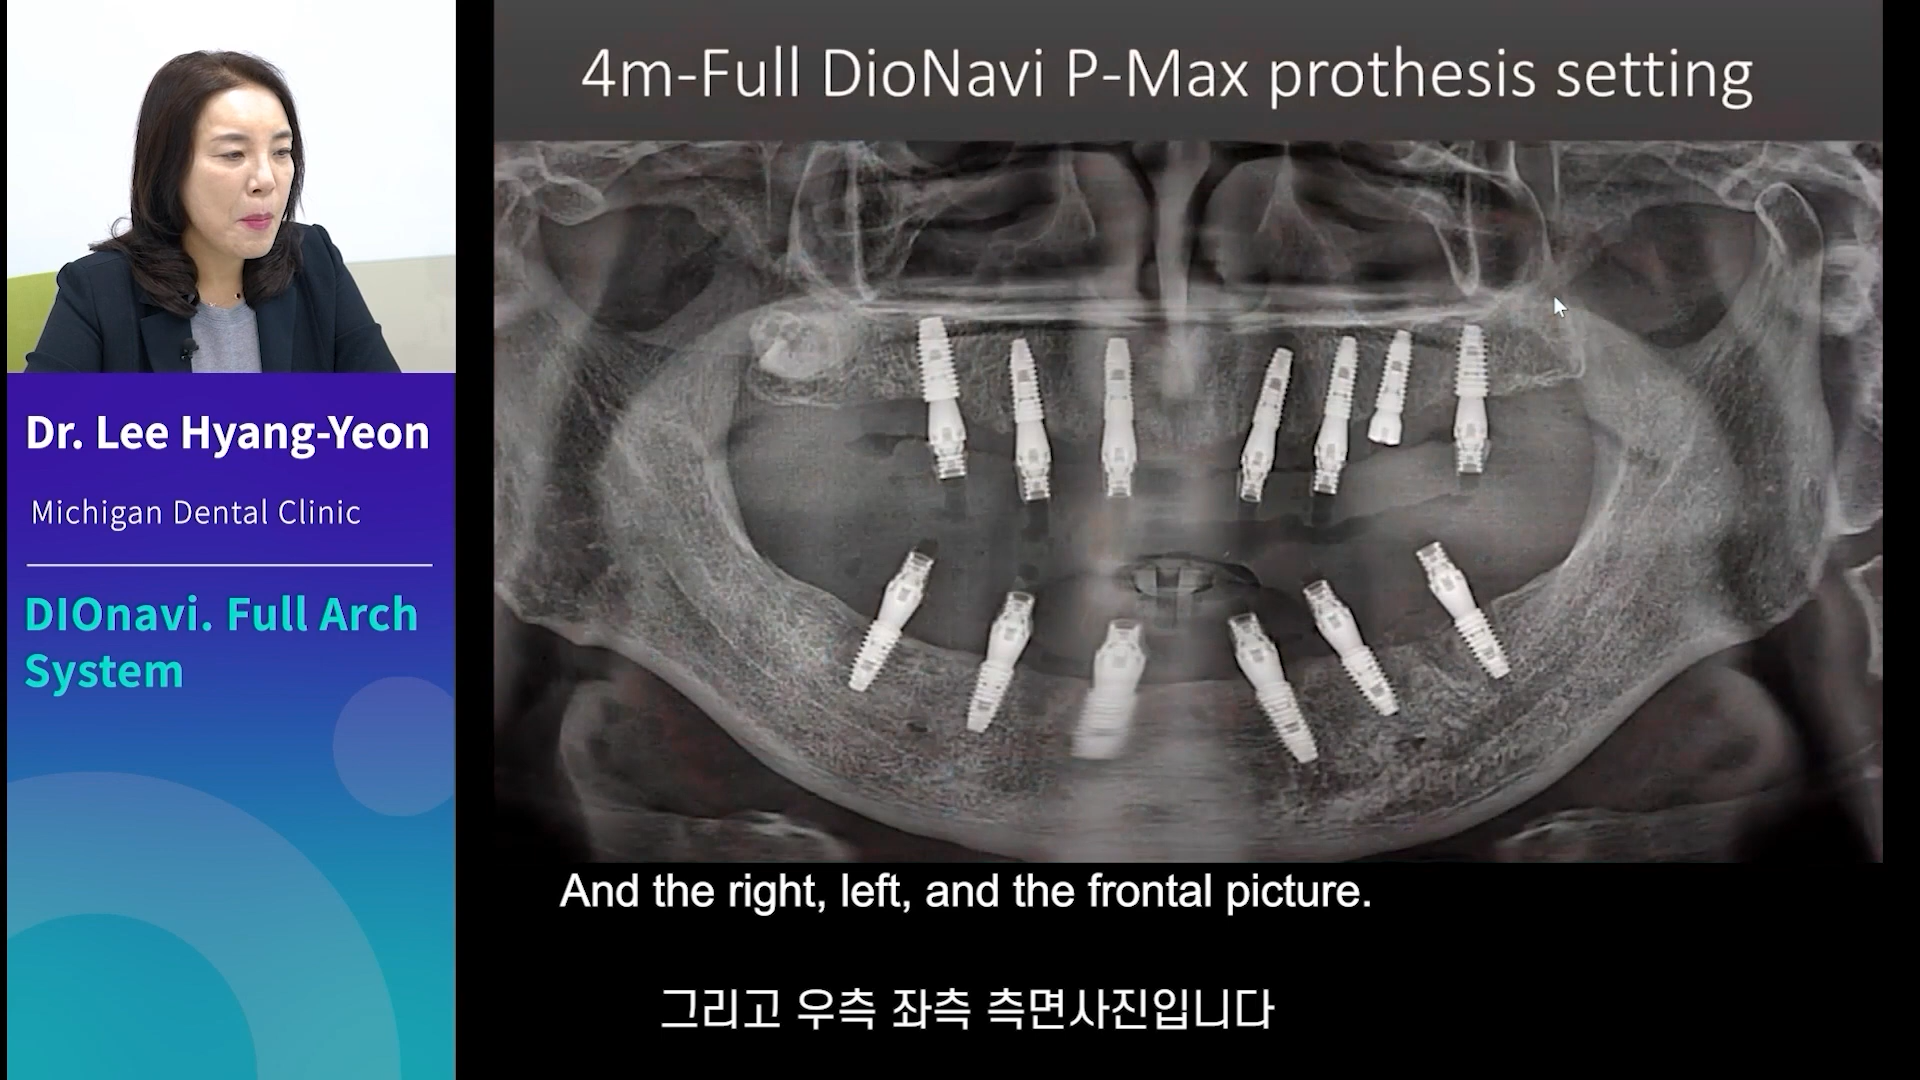 4m-Full DioNavi P-Max prothesis setting
Dr. Lee Hyang-Yeon
Michigan Dental Clinic
DIOnavi. Full Arch
System
And the right, left, and the frontal picture.
그리고 우측 좌측 측면사진입니다